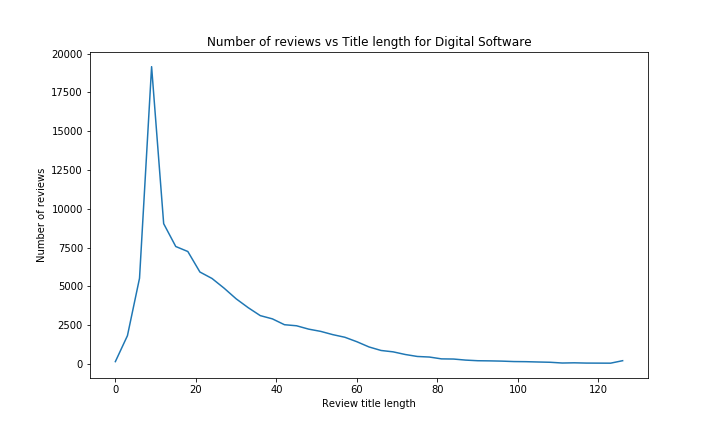 Number of reviews vs Title length for Digital Software
20000
17500
15000
12500
10000
7500
5000
2500
0
Number of reviews
0 20 40 60 80 100 120
Review title length